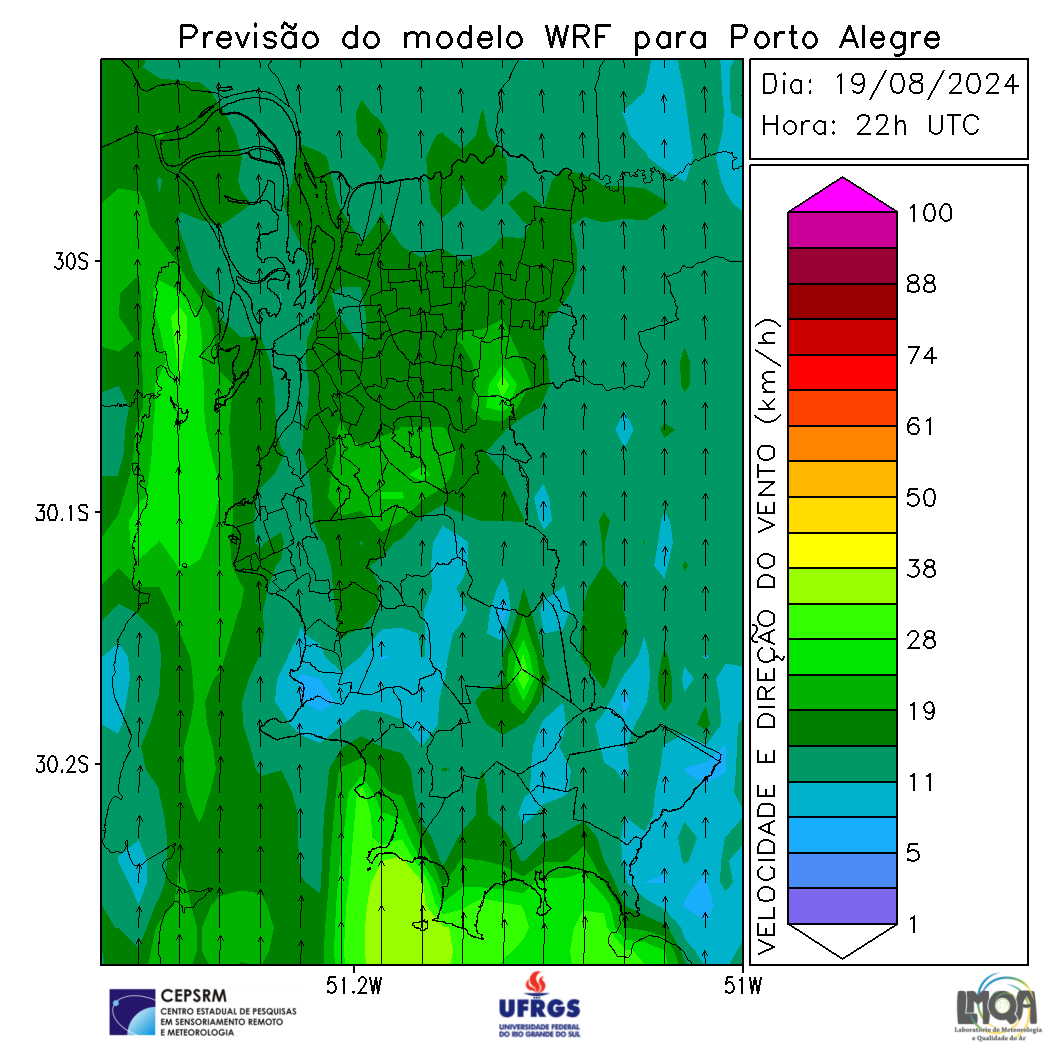 Previsão do modelo WRF para Porto Alegre
Dia: 19/08/2024
Hora: 22h UTC
30S
30.1S
30.2S
51.2W
51W
VELOCIDADE E DIREÇÃO DO VENTO (km/h)
100
88
74
61
50
38
28
19
11
5
1
CEPSRM
CENTRO ESTADUAL DE PESQUISAS
EM SENSORIAMENTO REMOTO
E METEOROLOGIA
UFRGS
UNIVERSIDADE FEDERAL
DO RIO GRANDE DO SUL
LMQA
Laboratório de Meteorologia
e Qualidade do Ar